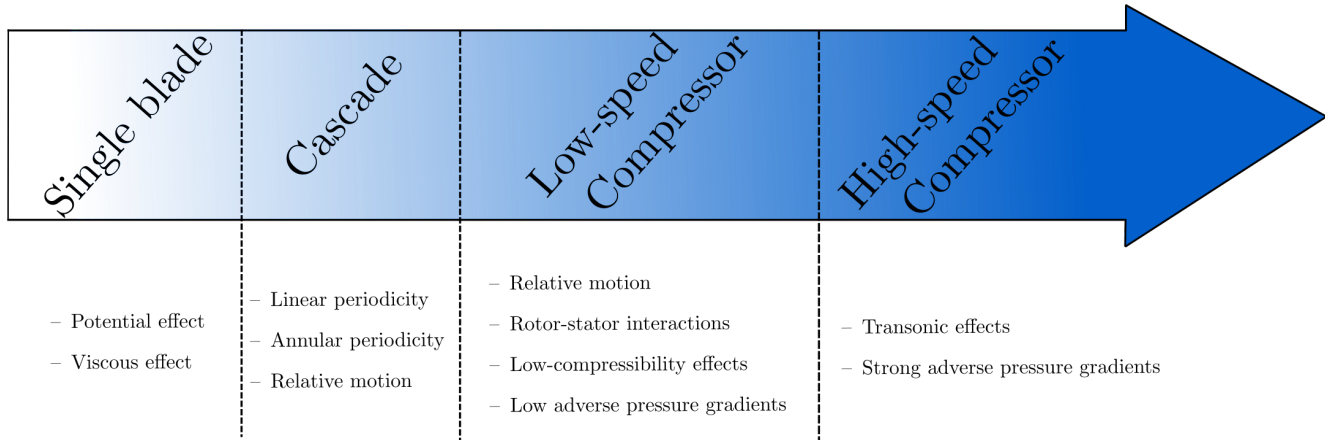 Single blade
Cascade
Low-speed
Compressor
High-speed
Compressor
– Potential effect
– Viscous effect
– Linear periodicity
– Annular periodicity
– Relative motion
– Relative motion
– Rotor-stator interactions
– Low-compressibility effects
– Low adverse pressure gradients
– Transonic effects
– Strong adverse pressure gradients